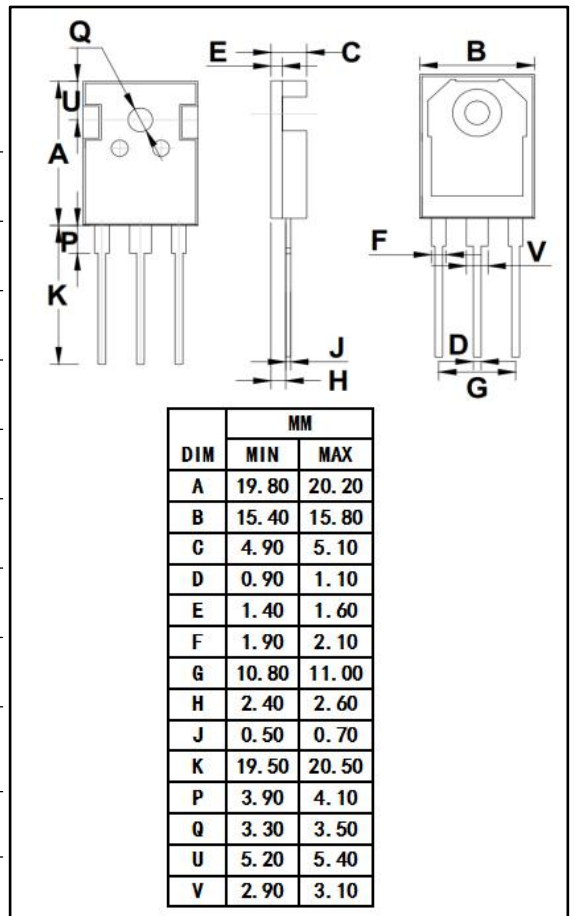 Q
E
C
B
U
A
P
K
F
V
J
D
H
G
MM
DIM MIN MAX
A 19.80 20.20
B 15.40 15.80
C 4.90 5.10
D 0.90 1.10
E 1.40 1.60
F 1.90 2.10
G 10.80 11.00
H 2.40 2.60
J 0.50 0.70
K 19.50 20.50
P 3.90 4.10
Q 3.30 3.50
U 5.20 5.40
V 2.90 3.10